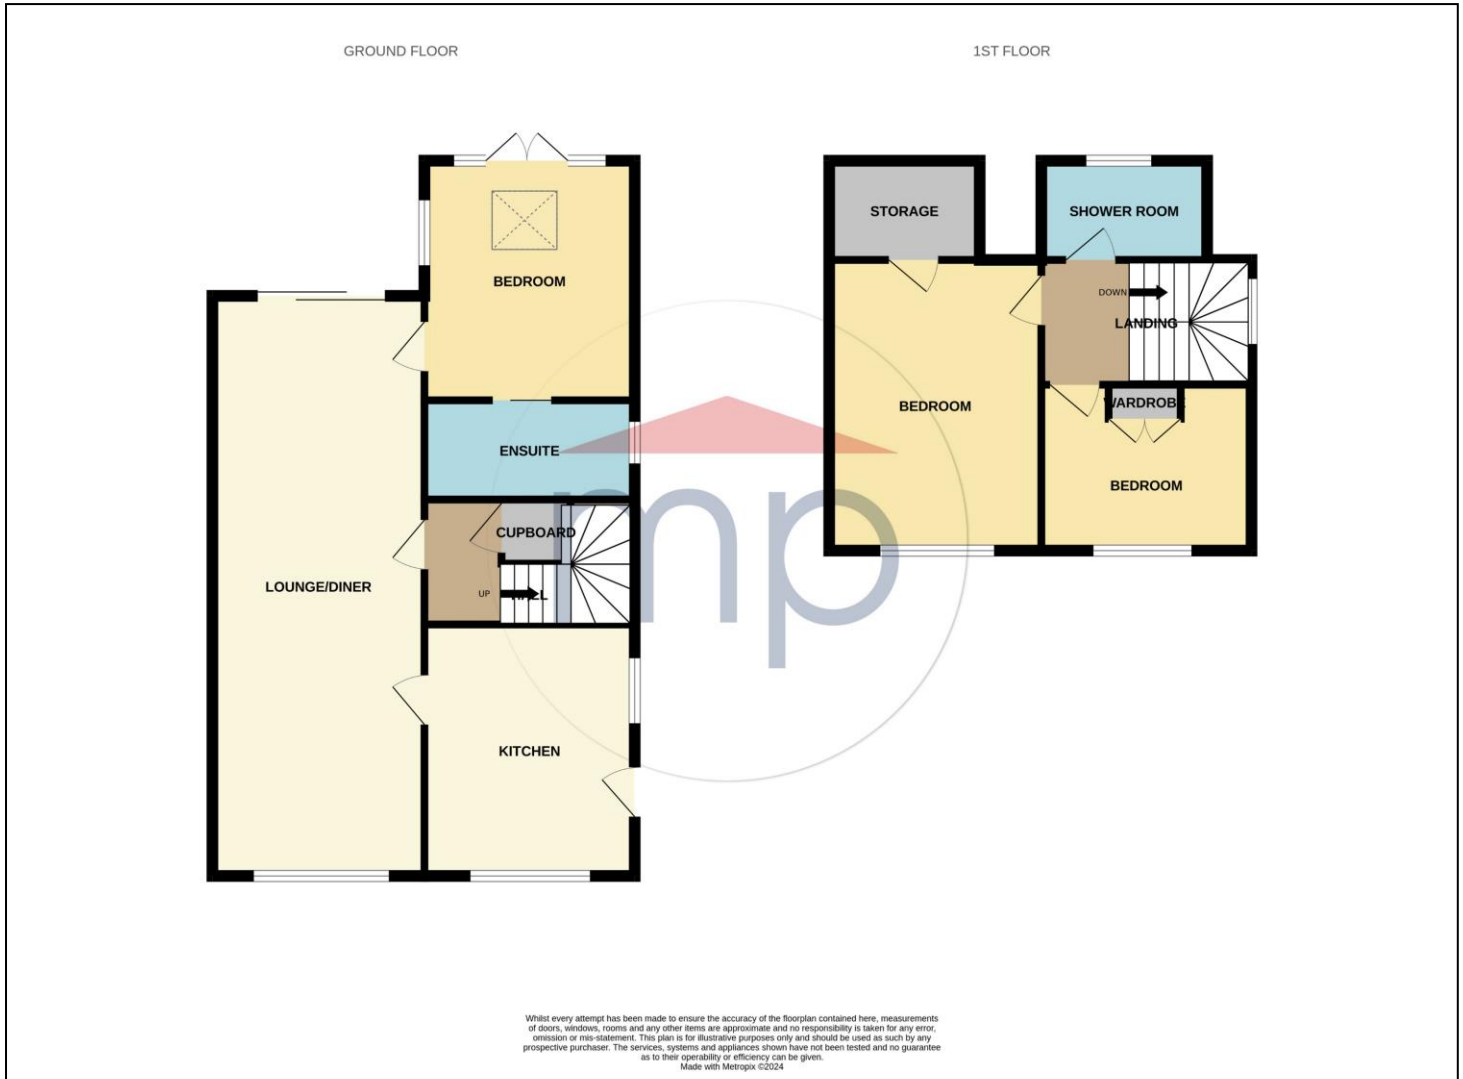 GROUND FLOOR
1ST FLOOR
BEDROOM
ENSUITE
CUPBOARD
LOUNGE/DINER
UP
HALL
KITCHEN
STORAGE
SHOWER ROOM
DOWN
LANDING
BEDROOM
WARDROBE
BEDROOM
mp
Whilst every attempt has been made to ensure the accuracy of the floorplan contained here, measurements
of doors, windows, rooms and any other items are approximate and no responsibility is taken for any error,
omission or mis-statement. This plan is for illustrative purposes only and should be used as such by any
prospective purchaser. The services, systems and appliances shown have not been tested and no guarantee
as to their operability or efficiency can be given.
Made with Metropix ©2024